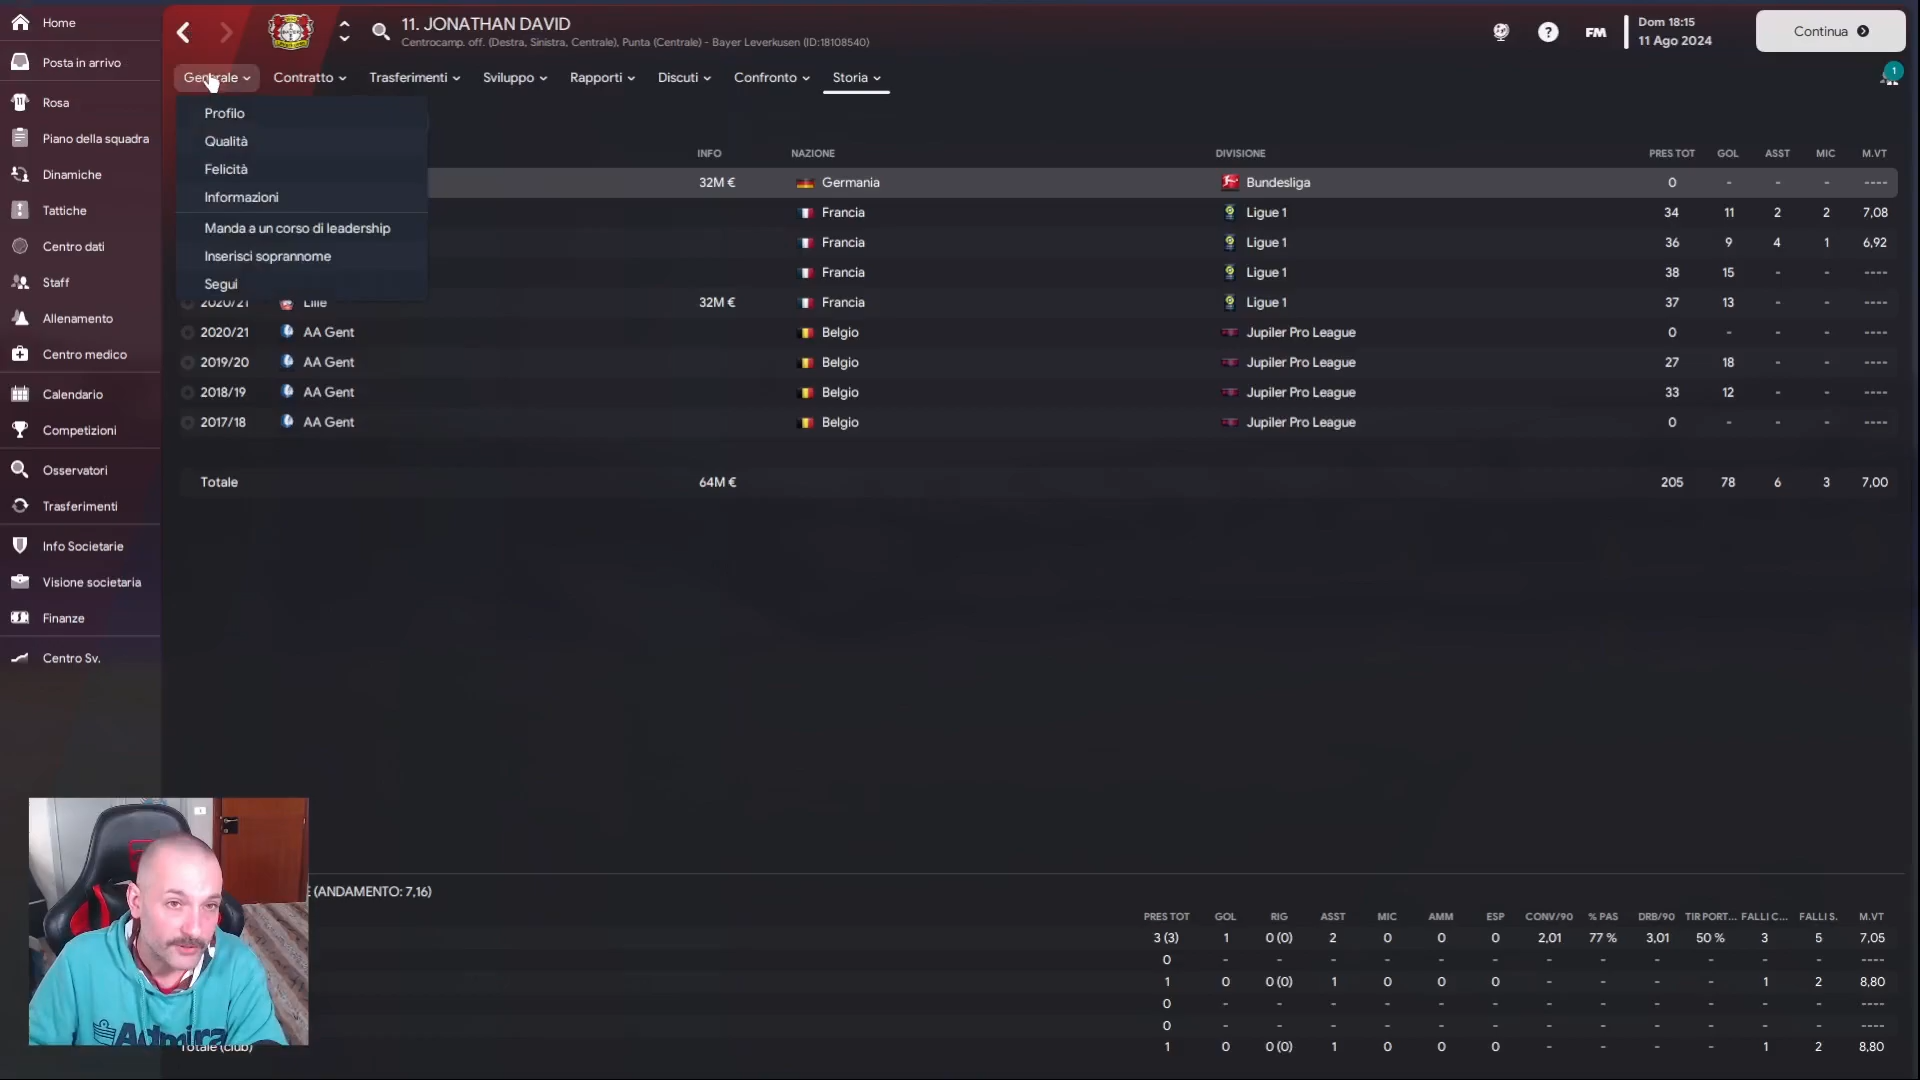 Home
Posta in arrivo
Rosa
Piano della squadra
Dinamiche
Tattiche
Centro dati
Staff
Allenamento
Centro medico
Calendario
Competizioni
Osservatori
Trasferimenti
Info Societarie
Visione societaria
Finanze
Centro Sv.
11. JONATHAN DAVID
Centrocamp. off. (Destra, Sinistra, Centrale), Punta (Centrale) - Bayer Leverkusen (ID:18108540)
FM
Dom 18:15
11 Ago 2024
Continua
Generale Contratto Trasferimenti Sviluppo Rapporti Discuti Confronto Storia
1
Profilo
Qualità
Felicità
Informazioni
Manda a un corso di leadership
Inserisci soprannome
Segui
INFO NAZIONE DIVISIONE PRES TOT GOL ASST MIC M.VT
32M € Germania Bundesliga 0 - - - ----
Francia Ligue 1 34 11 2 2 7,08
Francia Ligue 1 36 9 4 1 6,92
Francia Ligue 1 38 15 - - ----
2020/21 Lille 32M € Francia Ligue 1 37 13 - - ----
2020/21 AA Gent Belgio Jupiler Pro League 0 - - - ----
2019/20 AA Gent Belgio Jupiler Pro League 27 18 - - ----
2018/19 AA Gent Belgio Jupiler Pro League 33 12 - - ----
2017/18 AA Gent Belgio Jupiler Pro League 0 - - - ----
Totale 64M € 205 78 6 3 7,00
(ANDAMENTO: 7,16)
PRES TOT GOL RIG ASST MIC AMM ESP CONV/90 % PAS DRB/90 TIR PORT... FALLI C... FALLI S. M.VT
3 (3) 1 0 (0) 2 0 0 0 2,01 77 % 3,01 50 % 3 5 7,05
0 - - - - - - - - - - - - ----
1 0 0 (0) 1 0 0 0 - - - - 1 2 8,80
0 - - - - - - - - - - - - ----
0 - - - - - - - - - - - - ----
Totale (club) 1 0 0 (0) 1 0 0 0 - - - - 1 2 8,80
Admira